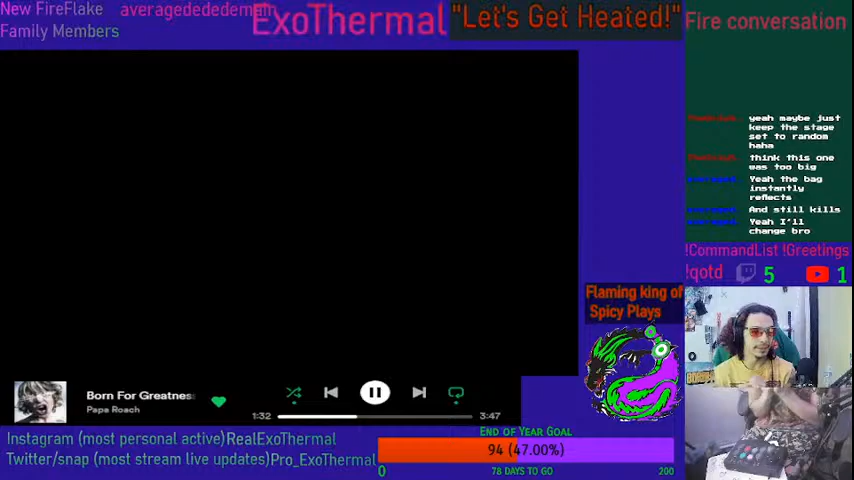 New FireFlake
Family Members
averagedededemain
ExoThermal
"Let's Get Heated!"
Fire conversation
yeah maybe just
keep the stage
set to random
haha
think this one
was too big
Yeah the bag
instantly
reflects
And still kills
Yeah I'll
change bro
!CommandList !Greetings
!qotd
5
1
Flaming king of
Spicy Plays
Born For Greatness
Papa Roach
1:32
3:47
Instagram (most personal active)RealExoThermal
Twitter/snap (most stream live updates)Pro_ExoThermal
End of Year Goal
94 (47.00%)
0
78 DAYS TO GO
200